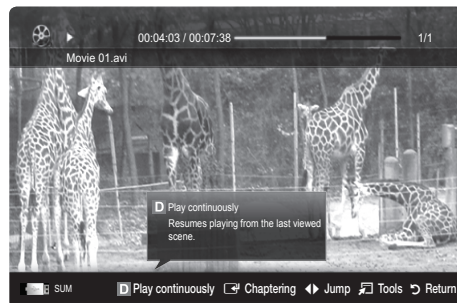 00:04:03 / 00:07:38 1/1
Movie 01.avi
D Play continuously
Resumes playing from the last viewed
scene.
SUM D Play continuously Chaptering Jump Tools Return